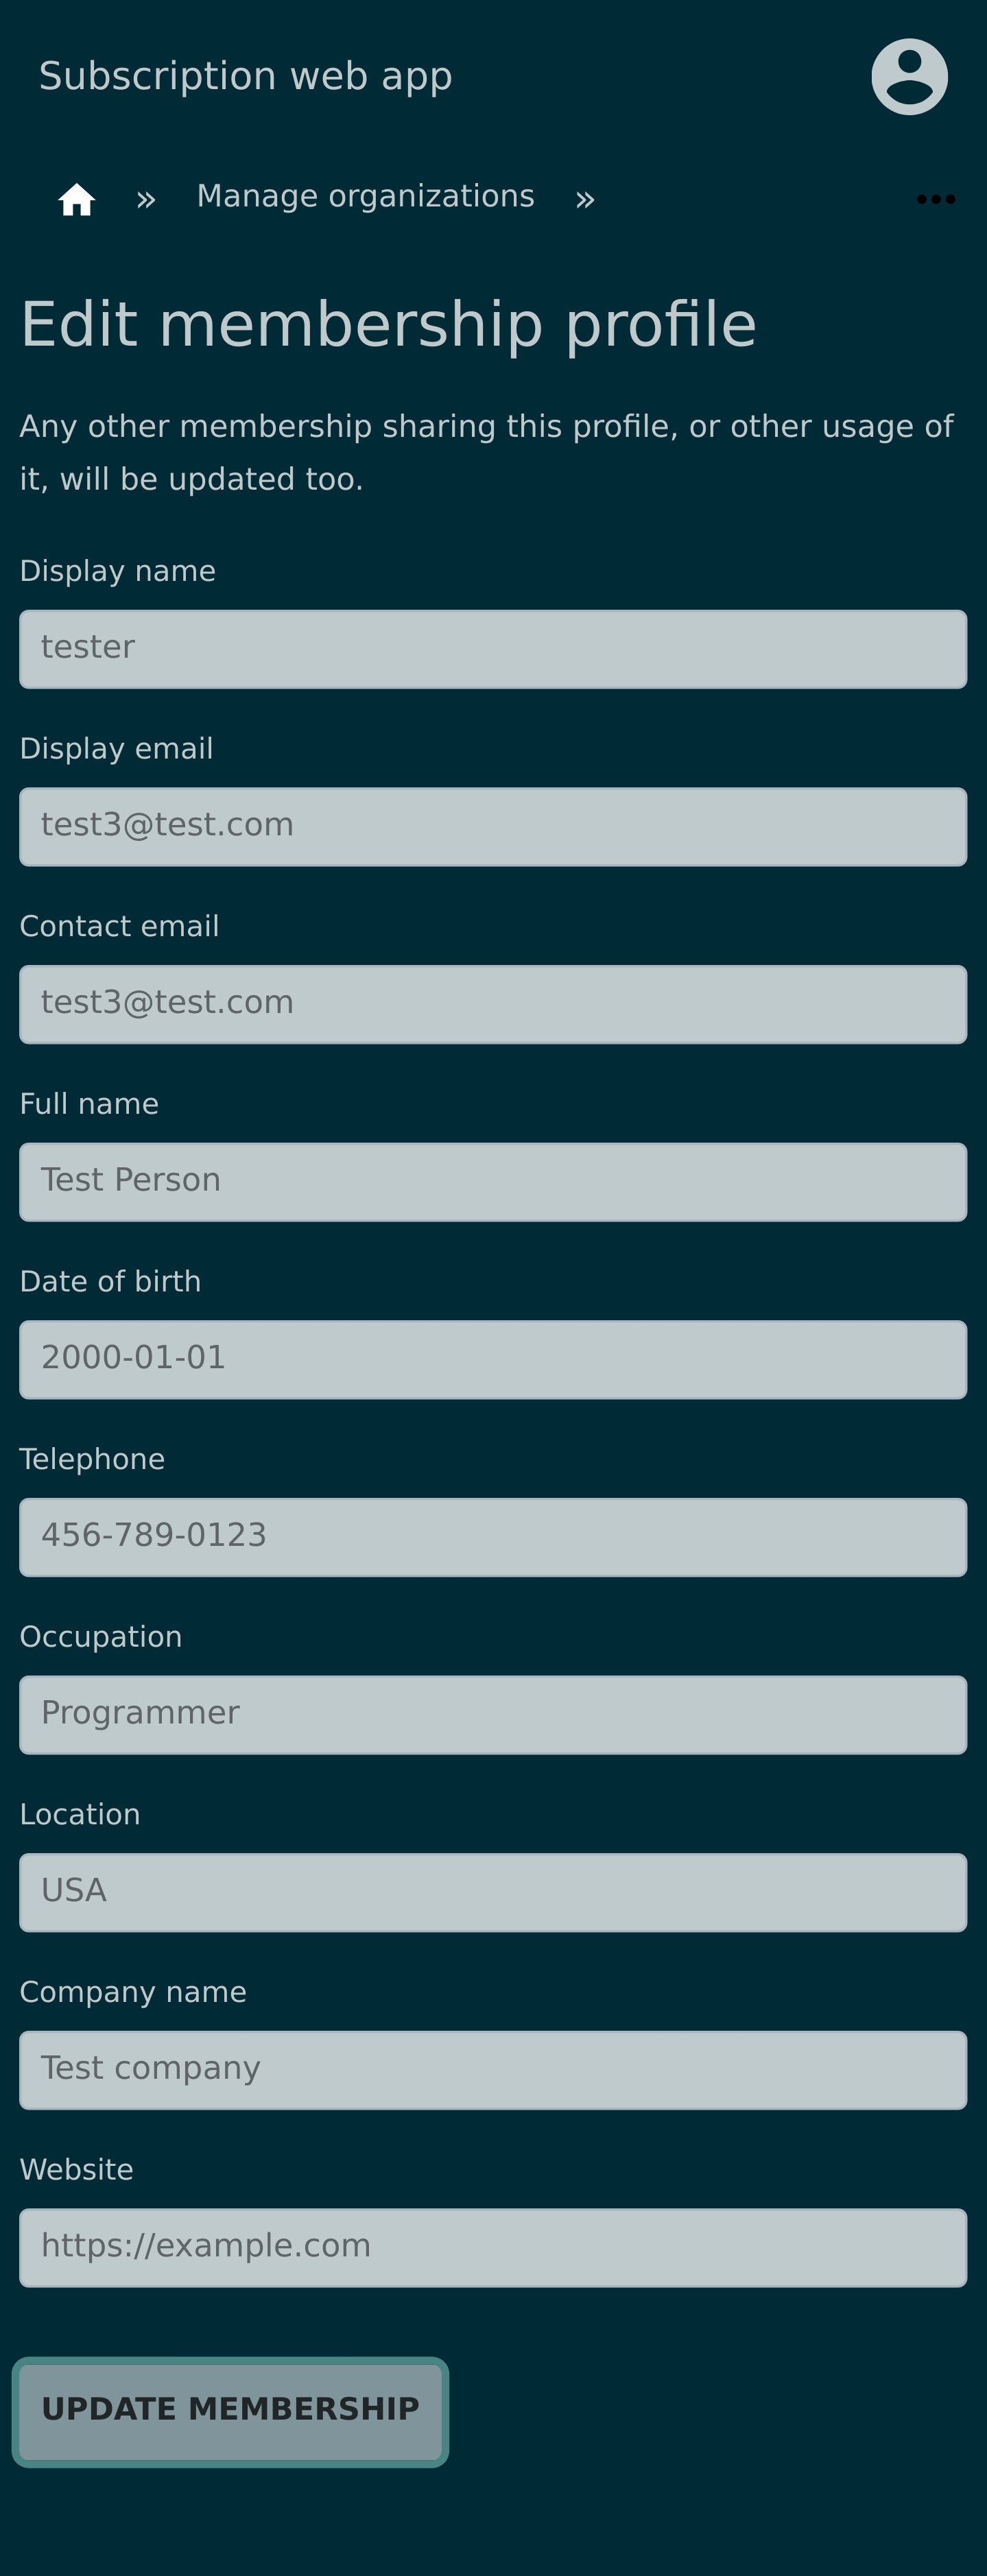 Subscription web app
» Manage organizations »
Edit membership profile
Any other membership sharing this profile, or other usage of
it, will be updated too.
Display name
tester
Display email
test3@test.com
Contact email
test3@test.com
Full name
Test Person
Date of birth
2000-01-01
Telephone
456-789-0123
Occupation
Programmer
Location
USA
Company name
Test company
Website
https://example.com
UPDATE MEMBERSHIP